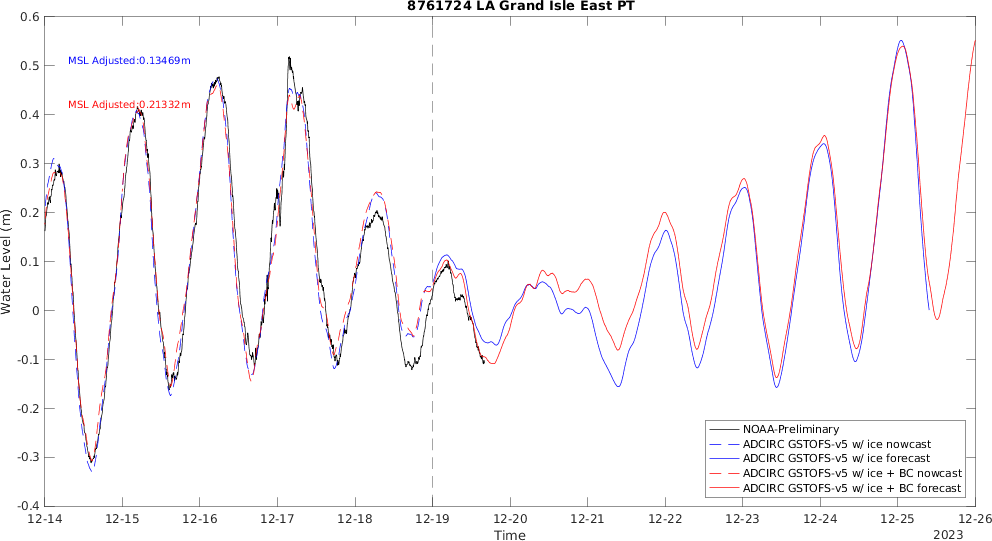 8761724 LA Grand Isle East PT
0.6
0.5
0.4
0.3
0.2
0.1
0
-0.1
-0.2
-0.3
-0.4
Water Level (m)
MSL Adjusted:0.13469m
MSL Adjusted:0.21332m
NOAA-Preliminary
ADCIRC GSTOFS-v5 w/ ice nowcast
ADCIRC GSTOFS-v5 w/ ice forecast
ADCIRC GSTOFS-v5 w/ ice + BC nowcast
ADCIRC GSTOFS-v5 w/ ice + BC forecast
12-14 12-15 12-16 12-17 12-18 12-19 12-20 12-21 12-22 12-23 12-24 12-25 12-26
Time
2023